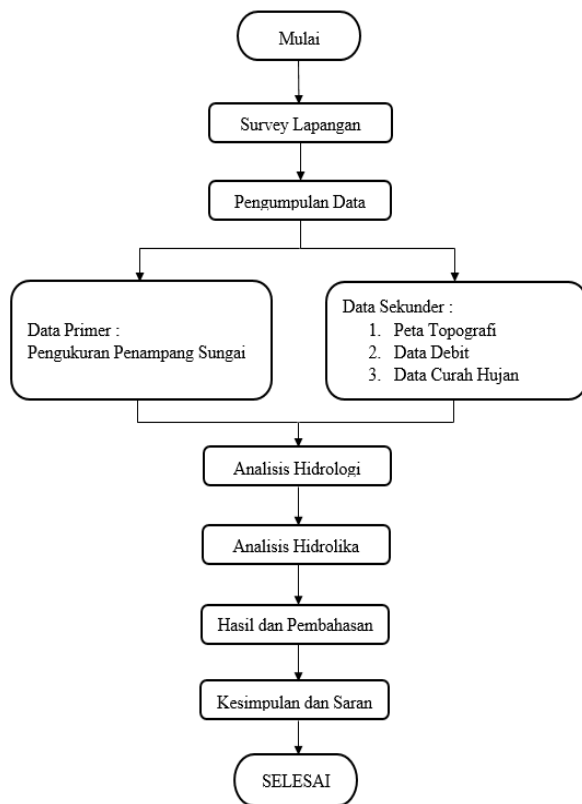 Mulai
Survey Lapangan
Pengumpulan Data
Data Primer :
Pengukuran Penampang Sungai
Data Sekunder :
1. Peta Topografi
2. Data Debit
3. Data Curah Hujan
Analisis Hidrologi
Analisis Hidrolika
Hasil dan Pembahasan
Kesimpulan dan Saran
SELESAI